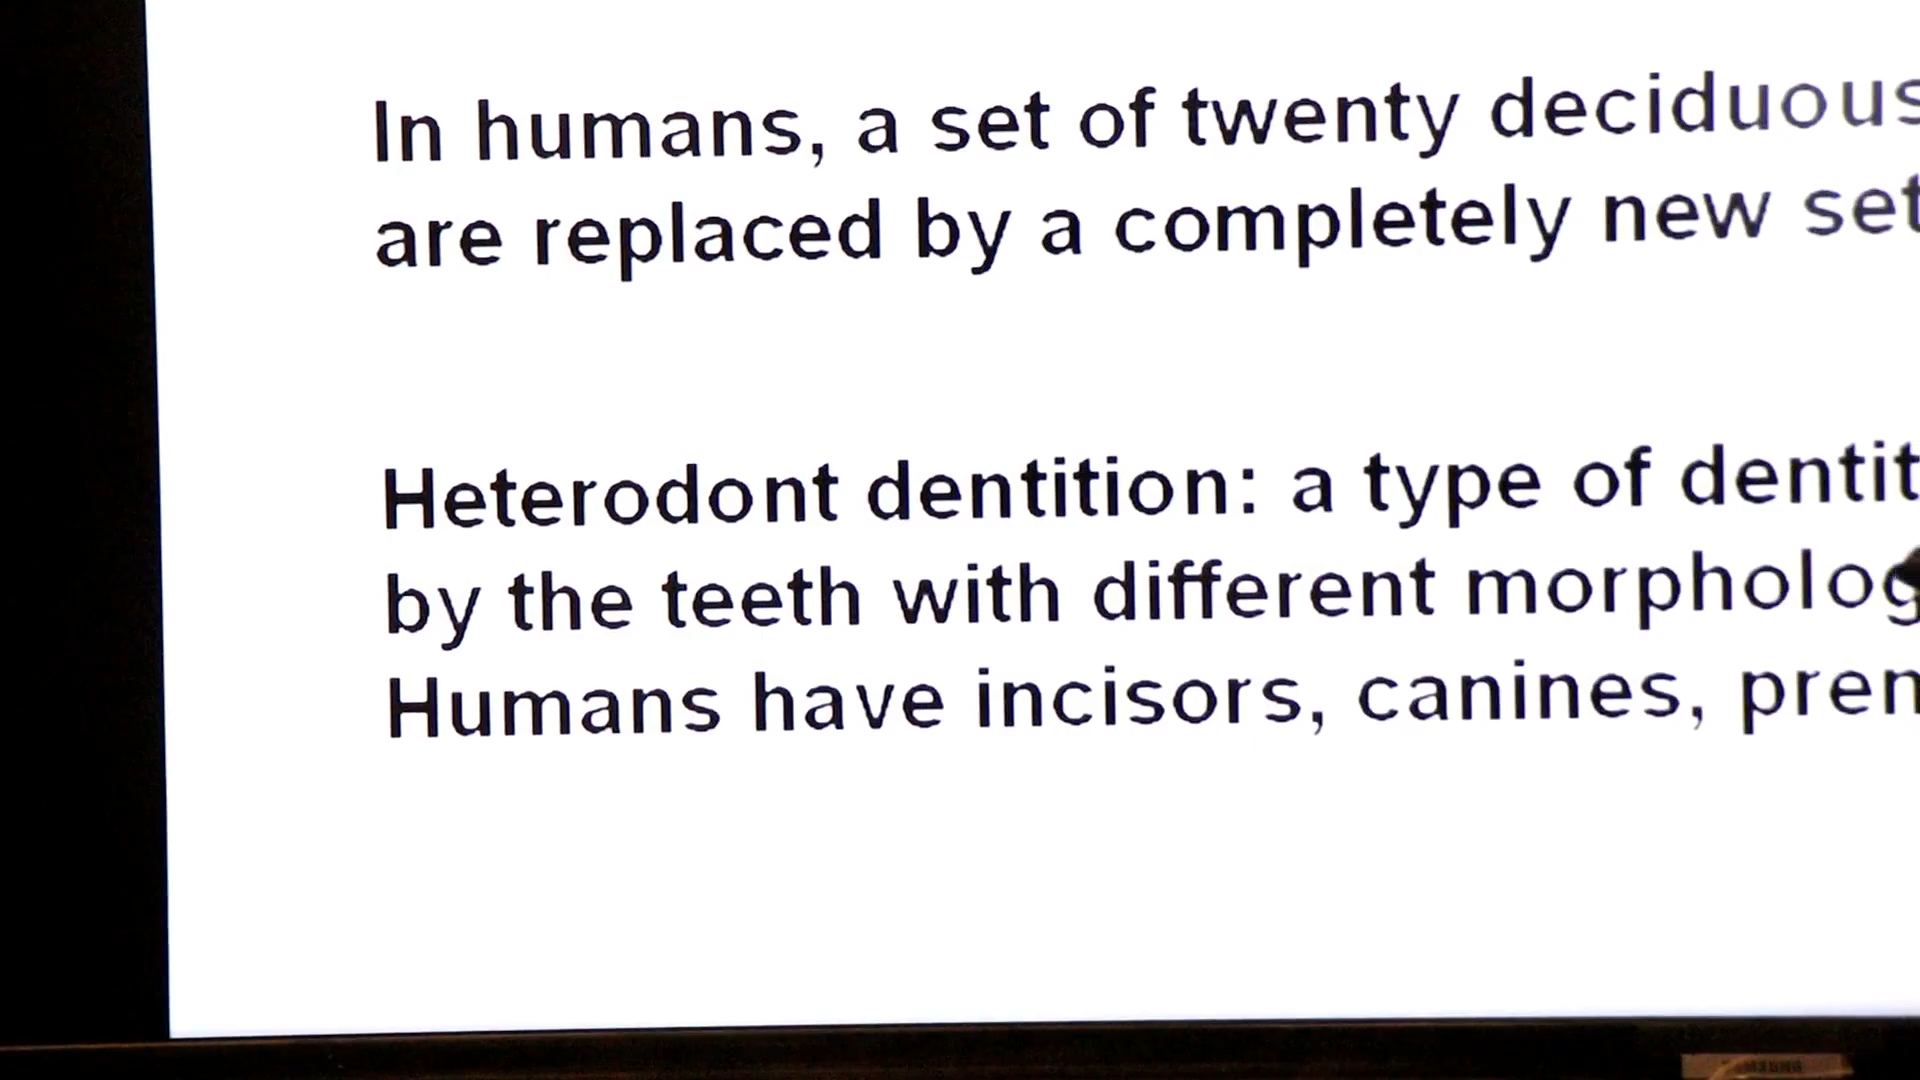 In humans, a set of twenty deciduous
are replaced by a completely new set
Heterodont dentition: a type of dentit
by the teeth with different morpholog
Humans have incisors, canines, prem